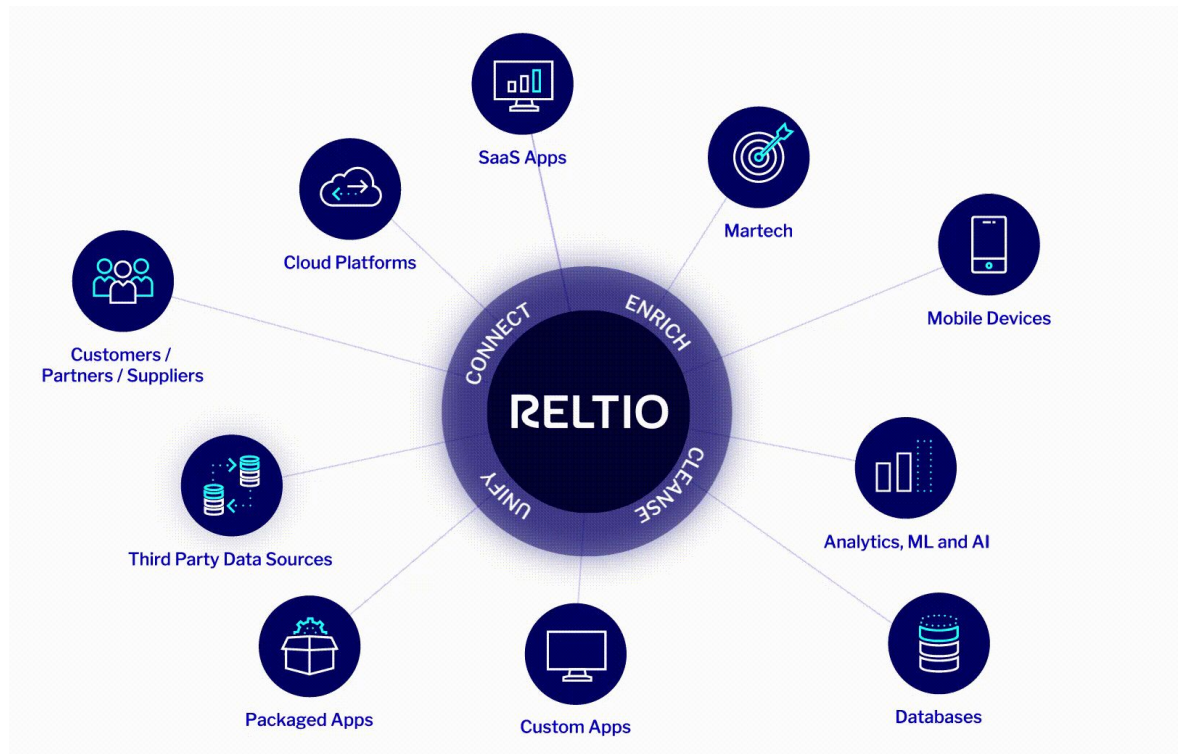 SaaS Apps
Martech
Cloud Platforms
Mobile Devices
Customers /
Partners / Suppliers
CONNECT
ENRICH
RELTIO
UNIFY
CLEANSE
Third Party Data Sources
Analytics, ML and AI
Packaged Apps
Custom Apps
Databases